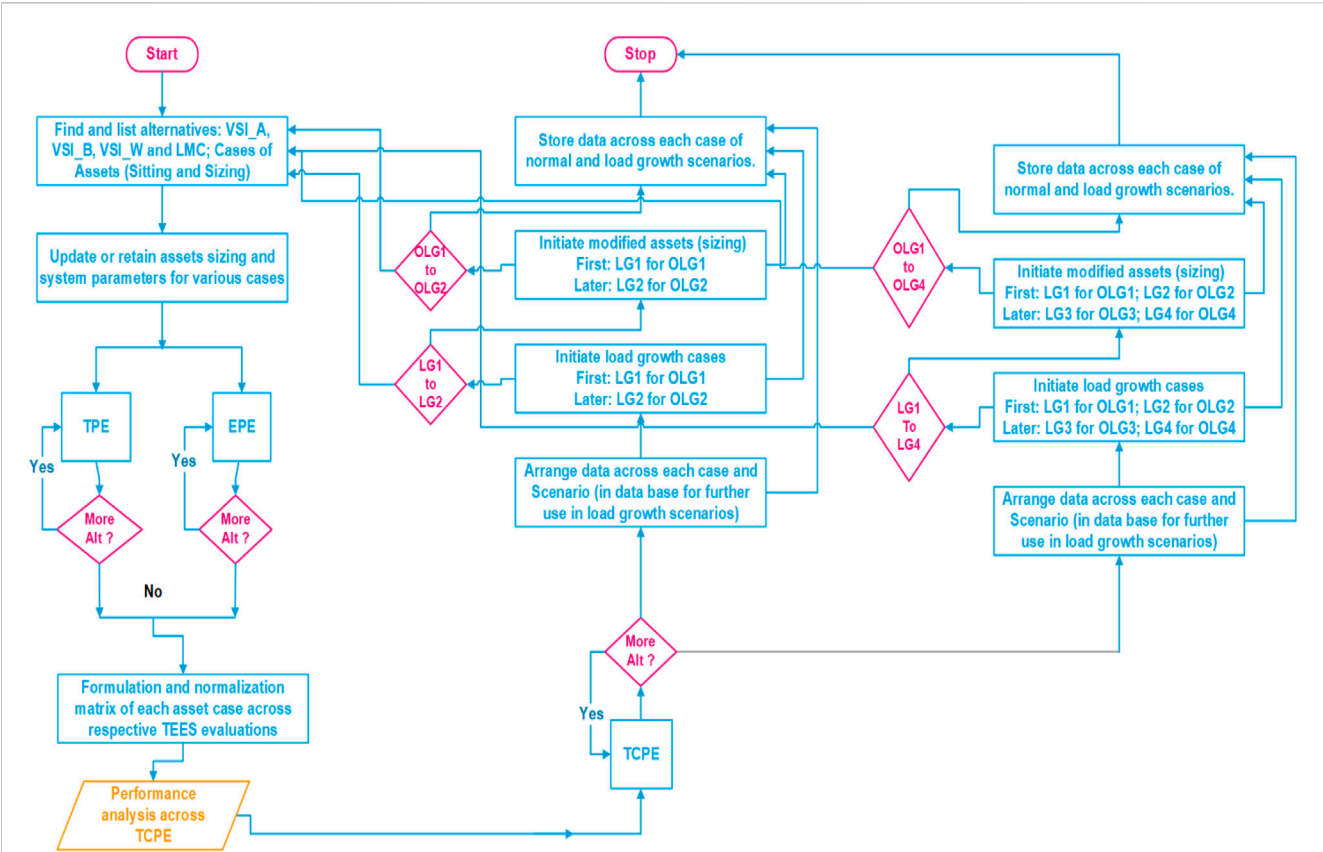 Start
Find and list alternatives: VSI_A,
VSI_B, VSI_W and LMC; Cases of
Assets (Sitting and Sizing)
Update or retain assets sizing and
system parameters for various cases
TPE
EPE
Yes
Yes
More
Alt ?
More
Alt ?
No
Formulation and normalization
matrix of each asset case across
respective TEES evaluations
Performance
analysis across
TCPE
Stop
Store data across each case of
normal and load growth scenarios.
OLG1
to
OLG2
Initiate modified assets (sizing)
First: LG1 for OLG1
Later: LG2 for OLG2
LG1
to
LG2
Initiate load growth cases
First: LG1 for OLG1
Later: LG2 for OLG2
Arrange data across each case and
Scenario (in data base for further
use in load growth scenarios)
More
Alt ?
Yes
TCPE
Store data across each case of
normal and load growth scenarios.
OLG1
to
OLG4
Initiate modified assets (sizing)
First: LG1 for OLG1; LG2 for OLG2
Later: LG3 for OLG3; LG4 for OLG4
LG1
To
LG4
Initiate load growth cases
First: LG1 for OLG1; LG2 for OLG2
Later: LG3 for OLG3; LG4 for OLG4
Arrange data across each case and
Scenario (in data base for further
use in load growth scenarios)